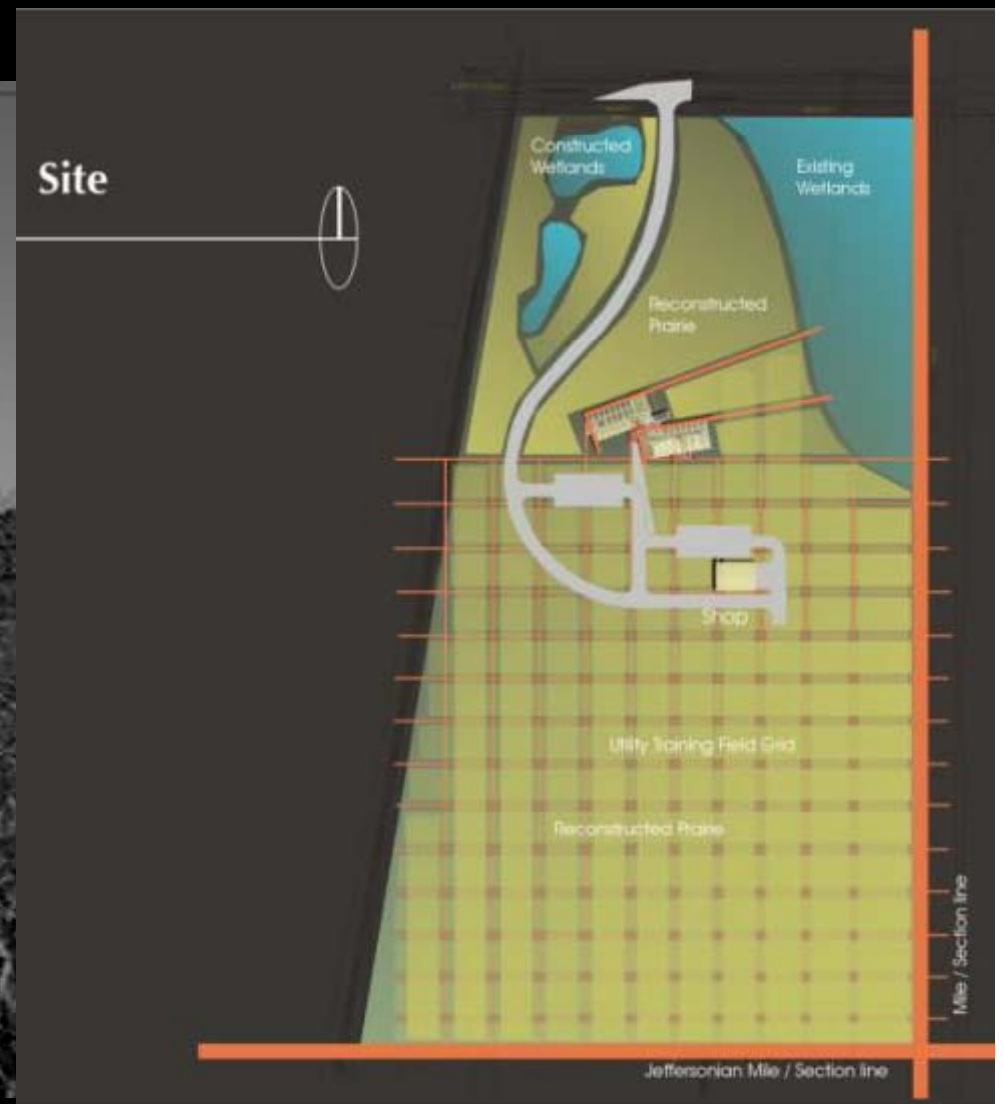 Site
Constructed
Wetlands
Existing
Wetlands
Reconstructed
Prairie
Shop
Utility Training Field Grid
Reconstructed Prairie
Mile / Section line
Jeffersonian Mile / Section line